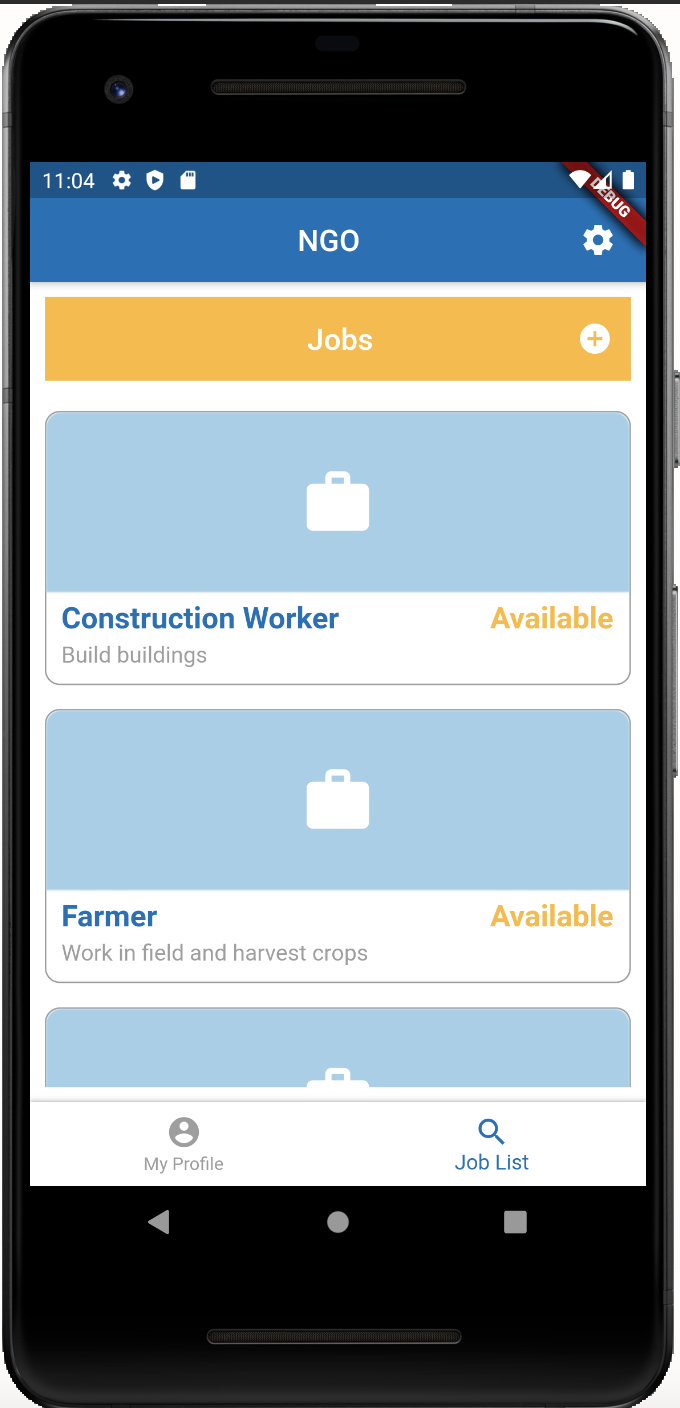 11:04
DEBUG
NGO
Jobs
Construction Worker
Available
Build buildings
Farmer
Available
Work in field and harvest crops
My Profile
Job List